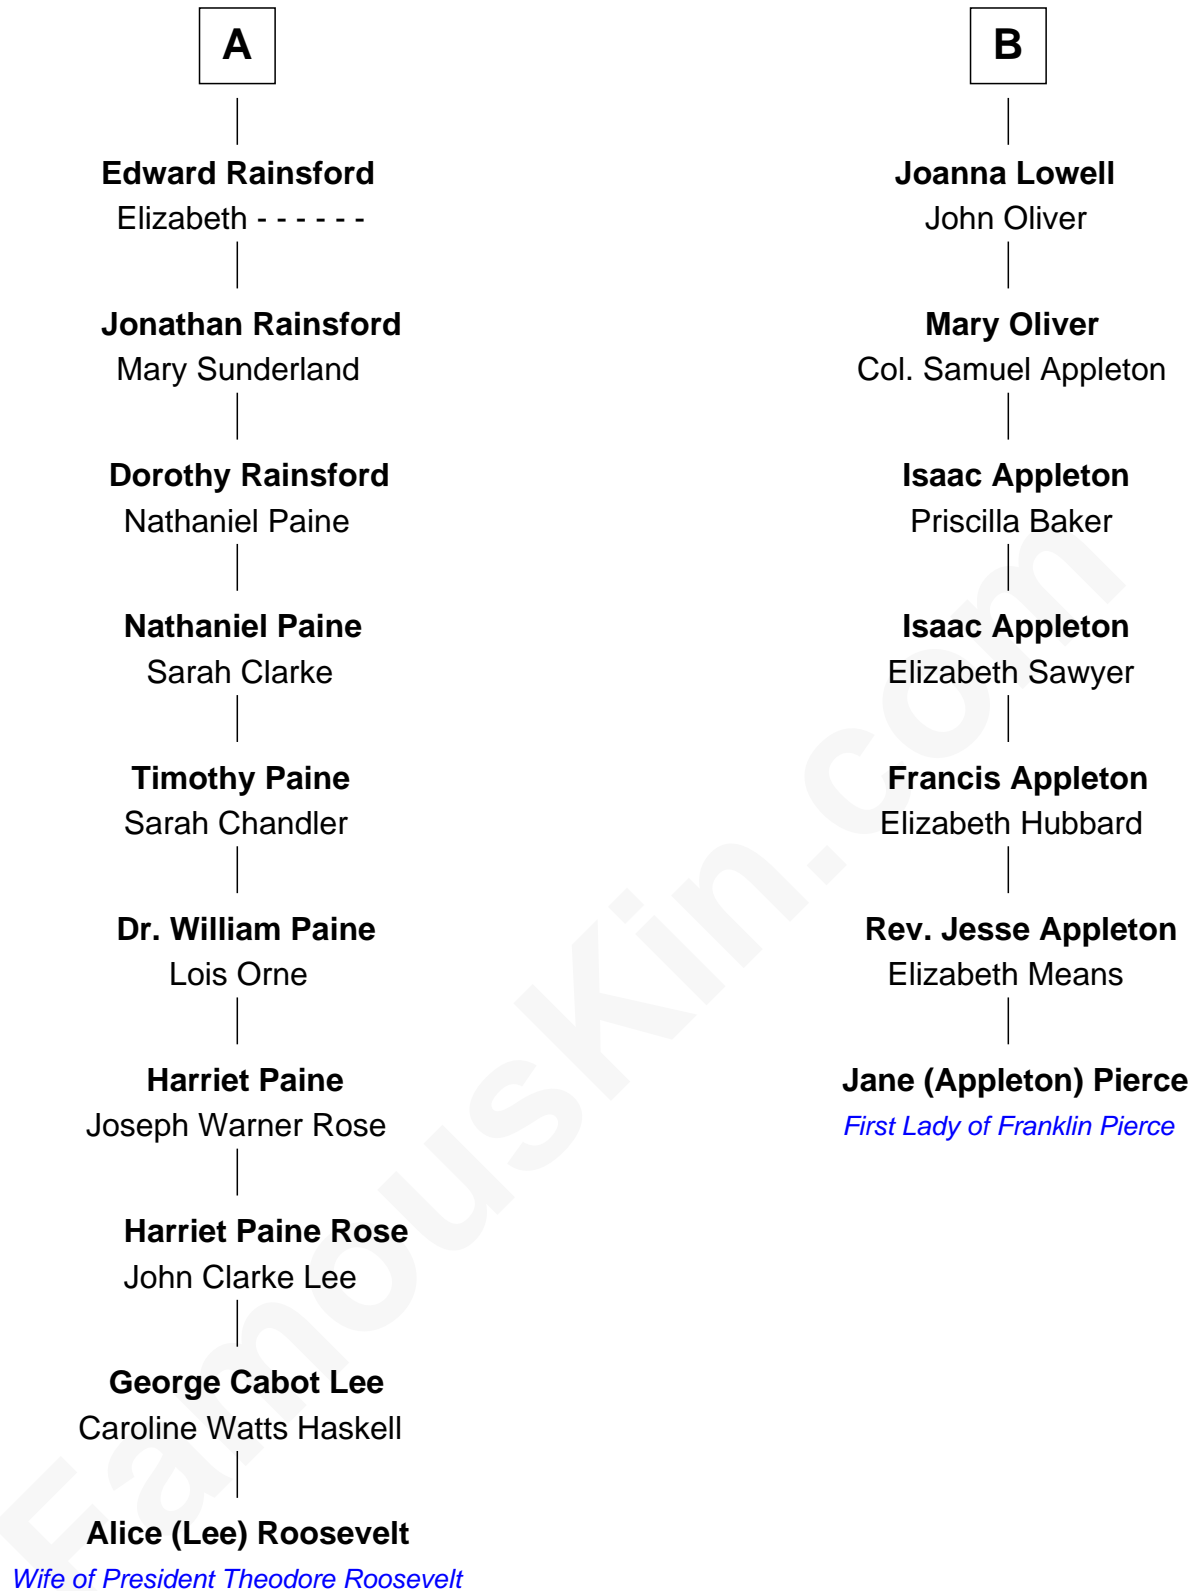 A
Edward Rainsford
Elizabeth - - - - - -
Jonathan Rainsford
Mary Sunderland
Dorothy Rainsford
Nathaniel Paine
Nathaniel Paine
Sarah Clarke
Timothy Paine
Sarah Chandler
Dr. William Paine
Lois Orne
Harriet Paine
Joseph Warner Rose
Harriet Paine Rose
John Clarke Lee
George Cabot Lee
Caroline Watts Haskell
Alice (Lee) Roosevelt
Wife of President Theodore Roosevelt
B
Joanna Lowell
John Oliver
Mary Oliver
Col. Samuel Appleton
Isaac Appleton
Priscilla Baker
Isaac Appleton
Elizabeth Sawyer
Francis Appleton
Elizabeth Hubbard
Rev. Jesse Appleton
Elizabeth Means
Jane (Appleton) Pierce
First Lady of Franklin Pierce
FamousKin.com